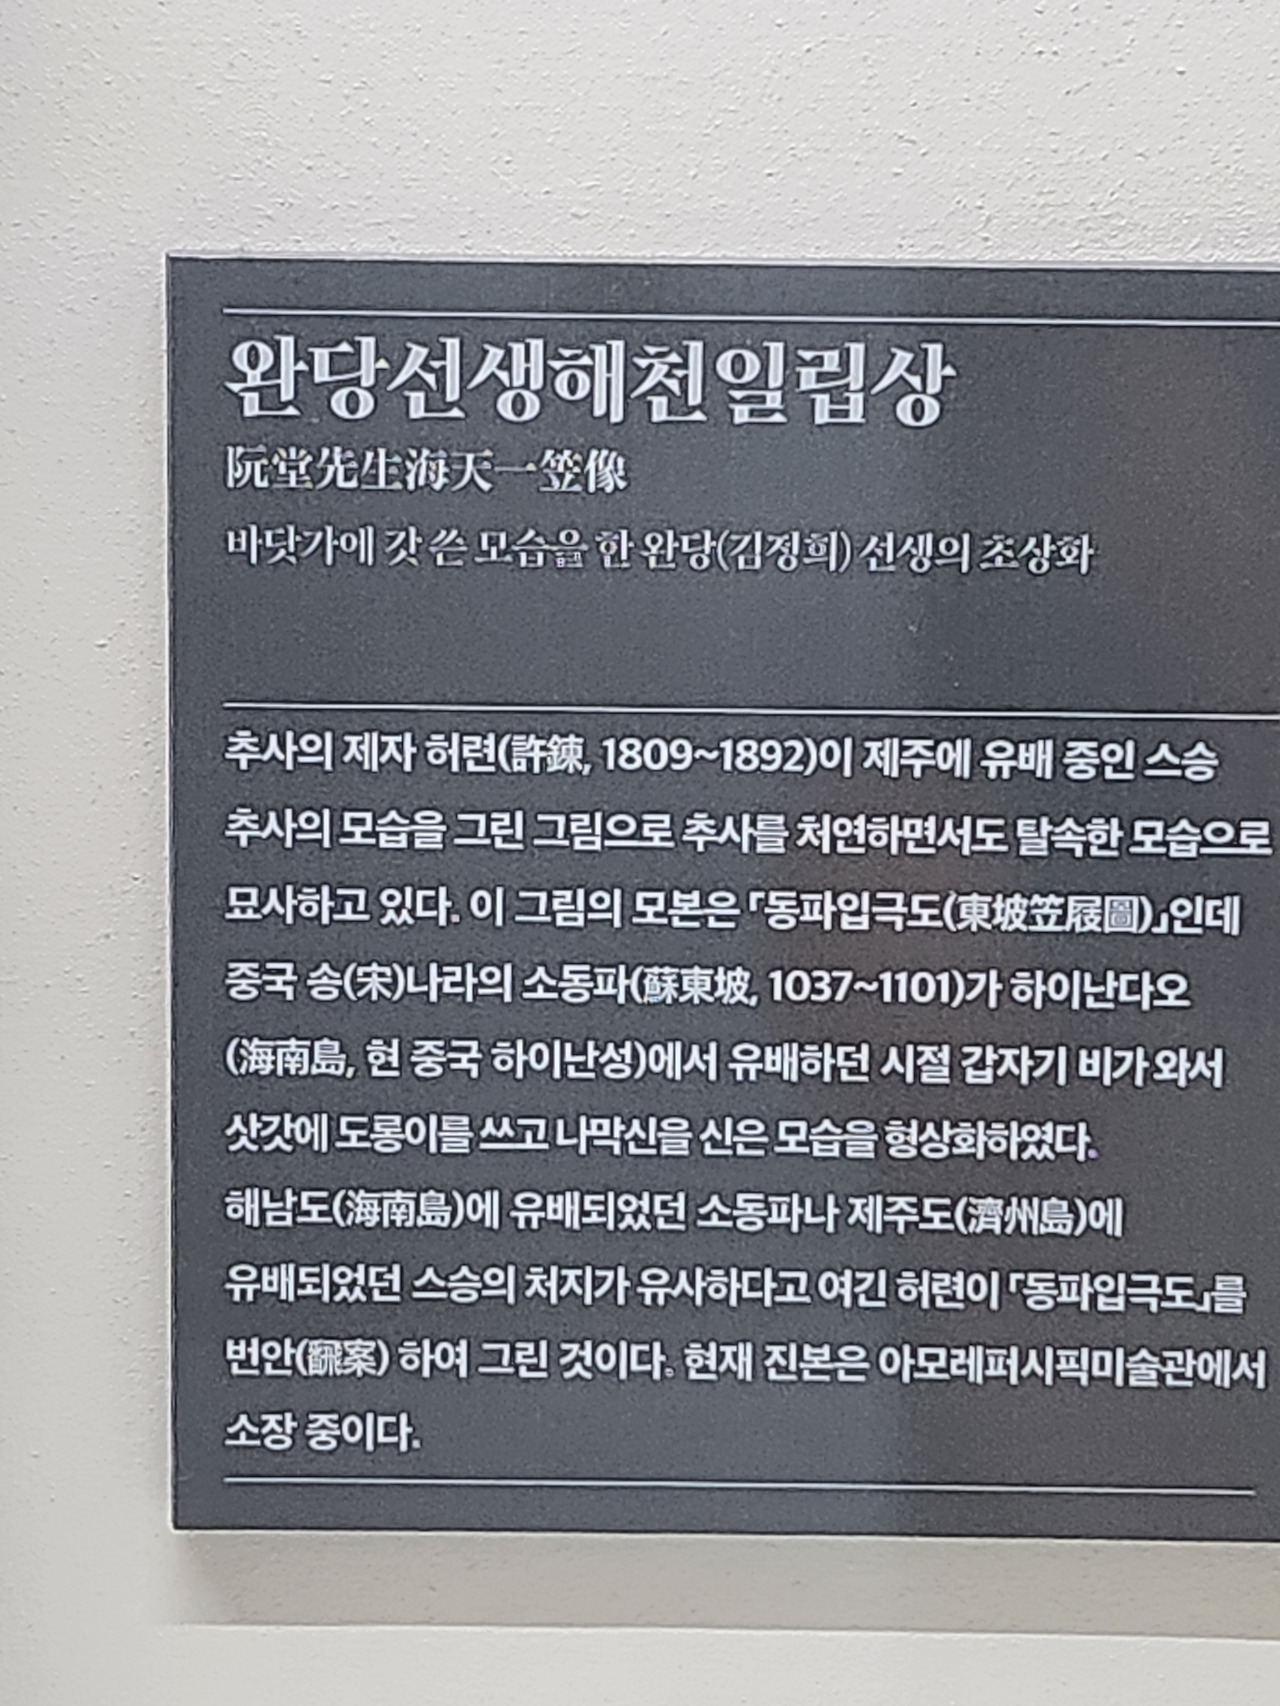 완당선생해천일립상
阮堂先生海天一笠像
바닷가에 갓 쓴 모습을 한 완당(김정희) 선생의 초상화
추사의 제자 허련(許鍊, 1809~1892)이 제주에 유배 중인 스승
추사의 모습을 그린 그림으로 추사를 처연하면서도 탈속한 모습으로
묘사하고 있다. 이 그림의 모본은 「동파입극도(東坡笠屐圖)」인데
중국 송(宋)나라의 소동파(蘇東坡, 1037~1101)가 하이난다오
(海南島, 현 중국 하이난성)에서 유배하던 시절 갑자기 비가 와서
삿갓에 도롱이를 쓰고 나막신을 신은 모습을 형상화하였다.
해남도(海南島)에 유배되었던 소동파나 제주도(濟州島)에
유배되었던 스승의 처지가 유사하다고 여긴 허련이 「동파입극도」를
번안(飜案) 하여 그린 것이다. 현재 진본은 아모레퍼시픽미술관에서
소장 중이다.